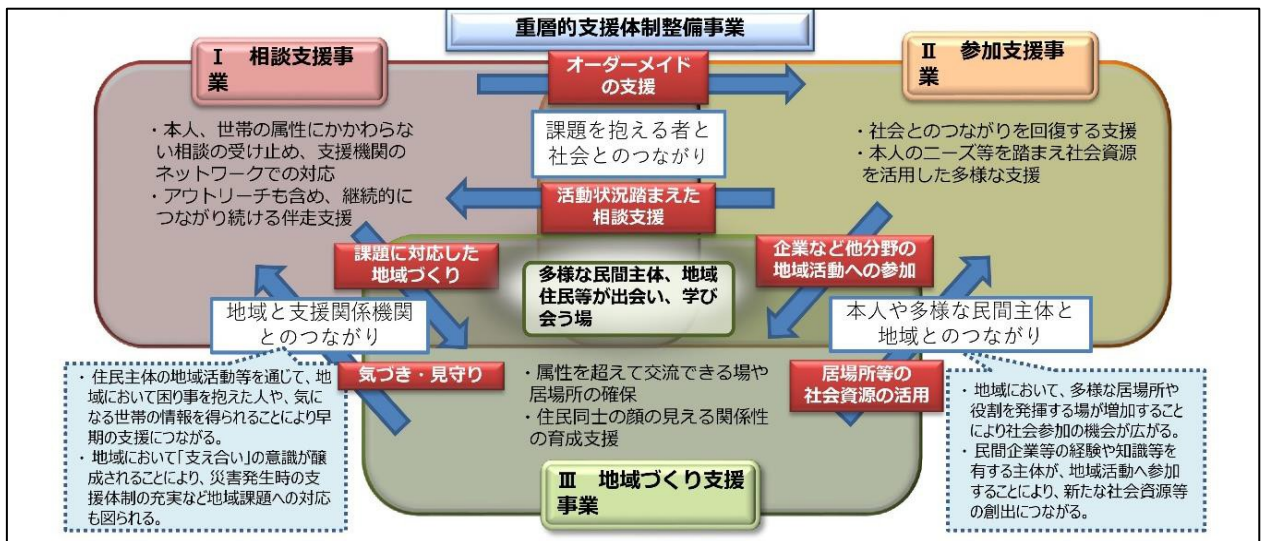 重層的支援体制整備事業
Ⅰ 相談支援事
業
オーダーメイド
の支援
Ⅱ 参加支援事
業
・本人、世帯の属性にかかわらな
い相談の受け止め、支援機関の
ネットワークでの対応
・アウトリーチも含め、継続的に
つながり続ける伴走支援
課題を抱える者と
社会とのつながり
・社会とのつながりを回復する支援
・本人のニーズ等を踏まえ社会資源
を活用した多様な支援
活動状況踏まえた
相談支援
課題に対応した
地域づくり
企業など他分野の
地域活動への参加
多様な民間主体、地域
住民等が出会い、学び
会う場
地域と支援関係機関
とのつながり
本人や多様な民間主体と
地域とのつながり
気づき・見守り
・属性を超えて交流できる場や
居場所の確保
・住民同士の顔の見える関係性
の育成支援
居場所等の
社会資源の活用
・住民主体の地域活動等を通じて、地
域において困り事を抱えた人や、気に
なる世帯の情報を得られることにより早
期の支援につながる。
・地域において「支え合い」の意識が醸
成されることにより、災害発生時の支
援体制の充実など地域課題への対応
も図られる。
・地域において、多様な居場所や
役割を発揮する場が増加すること
により社会参加の機会が広がる。
・民間企業等の経験や知識等を
有する主体が、地域活動へ参加
することにより、新たな社会資源等
の創出につながる。
Ⅲ 地域づくり支援
事業